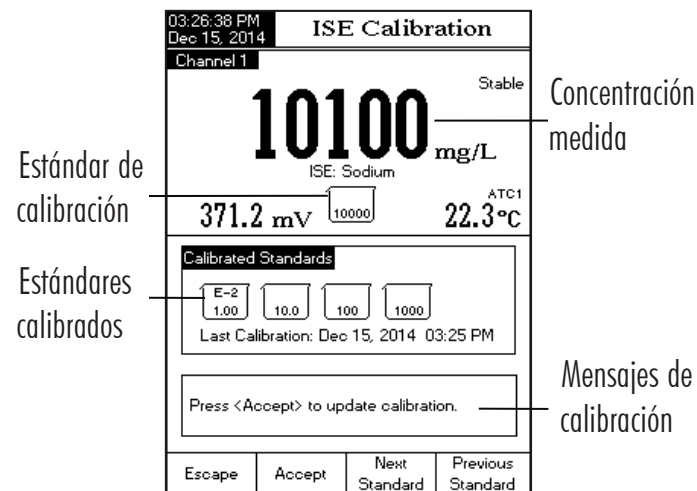 03:26:38 PM
Dec 15, 2014
ISE Calibration
Channel 1
Stable
10100 mg/L
ISE: Sodium
10000
371.2 mV
ATC1
22.3°C
Calibrated Standards
E-2
1.00
10.0
100
1000
Last Calibration: Dec 15, 2014 03:25 PM
Press <Accept> to update calibration.
Escape
Accept
Next
Standard
Previous
Standard
Estándar de
calibración
Estándares
calibrados
Concentración
medida
Mensajes de
calibración